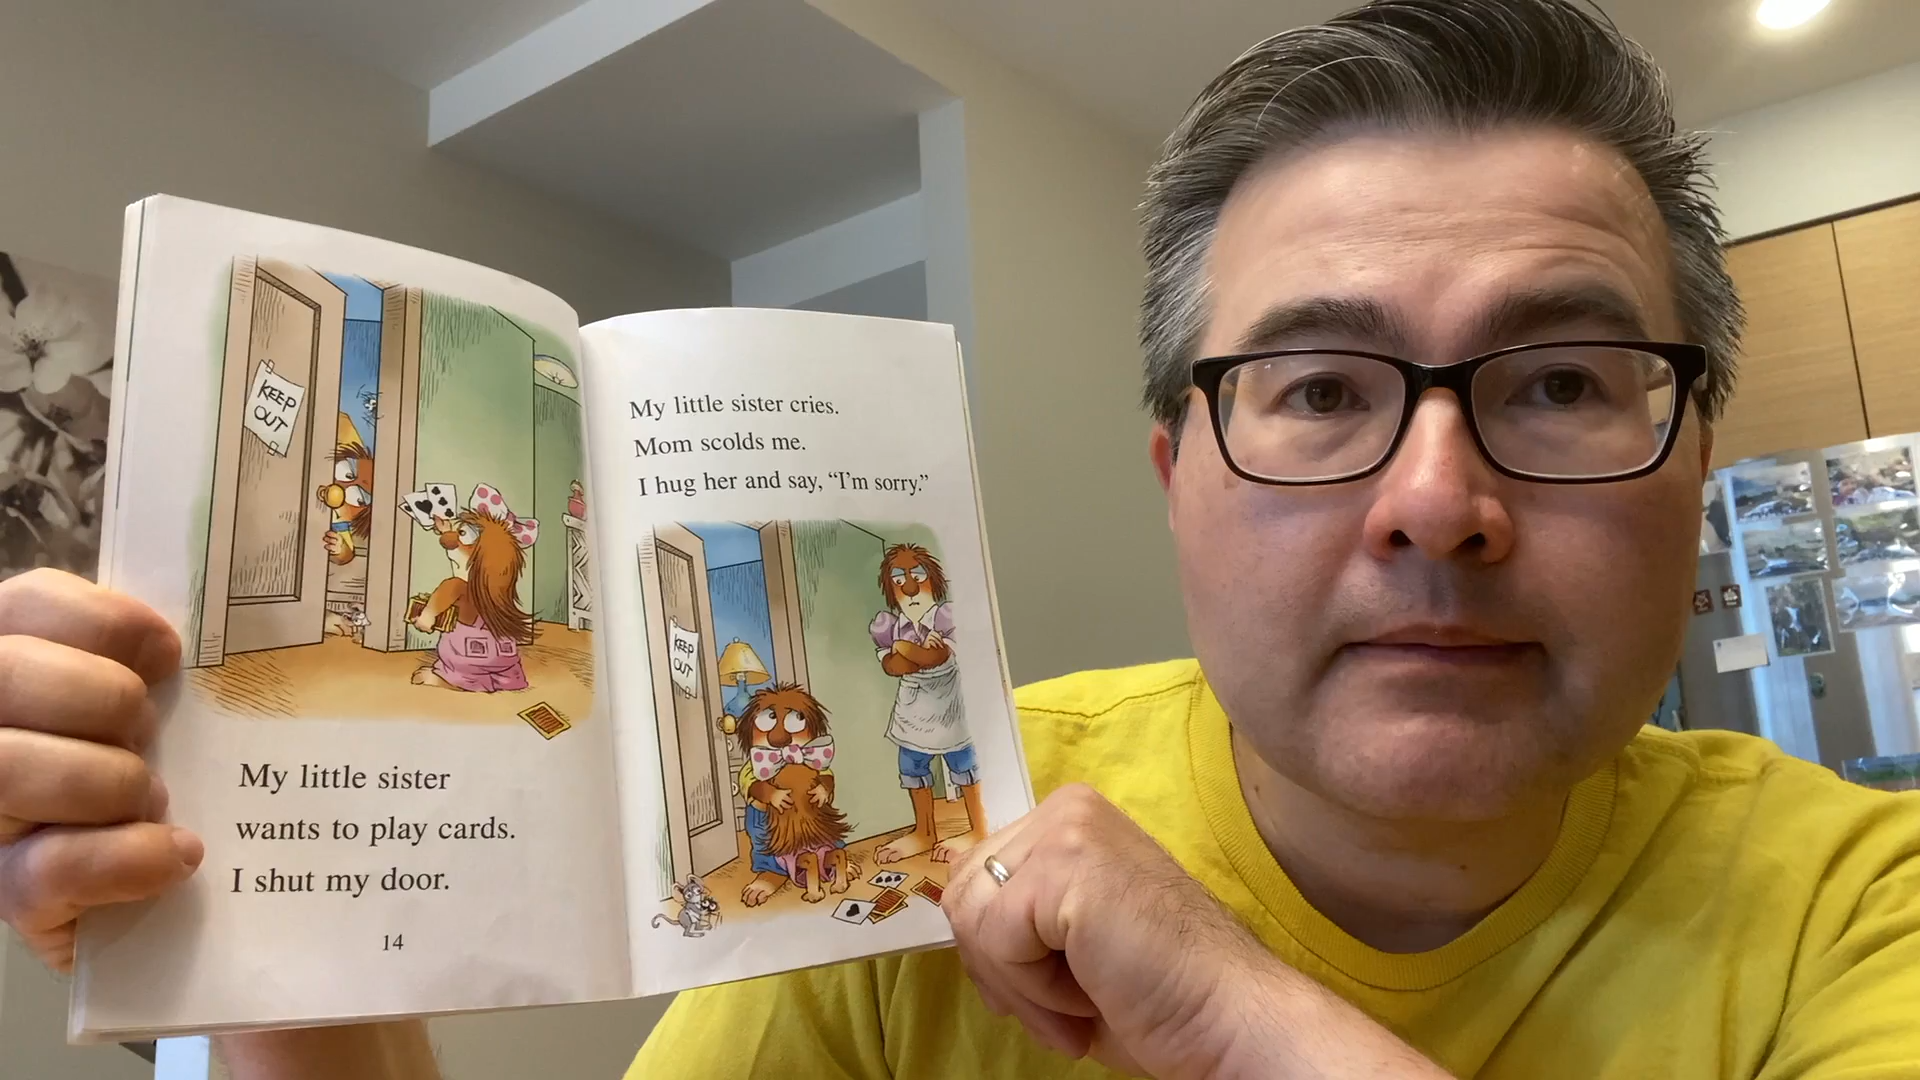 KEEP
OUT
My little sister
wants to play cards.
I shut my door.
14
My little sister cries.
Mom scolds me.
I hug her and say, “I’m sorry.”
KEEP
OUT